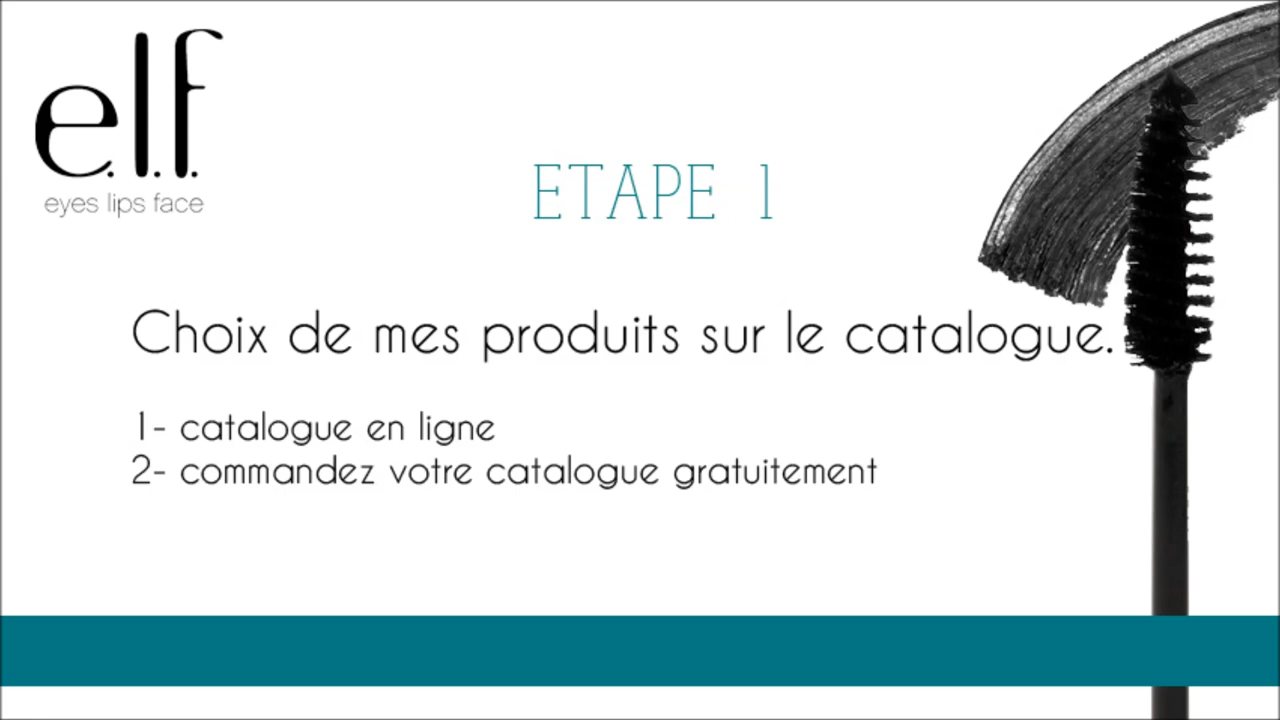 e.l.f.
eyes lips face
ETAPE 1
Choix de mes produits sur le catalogue.
1- catalogue en ligne
2- commandez votre catalogue gratuitement